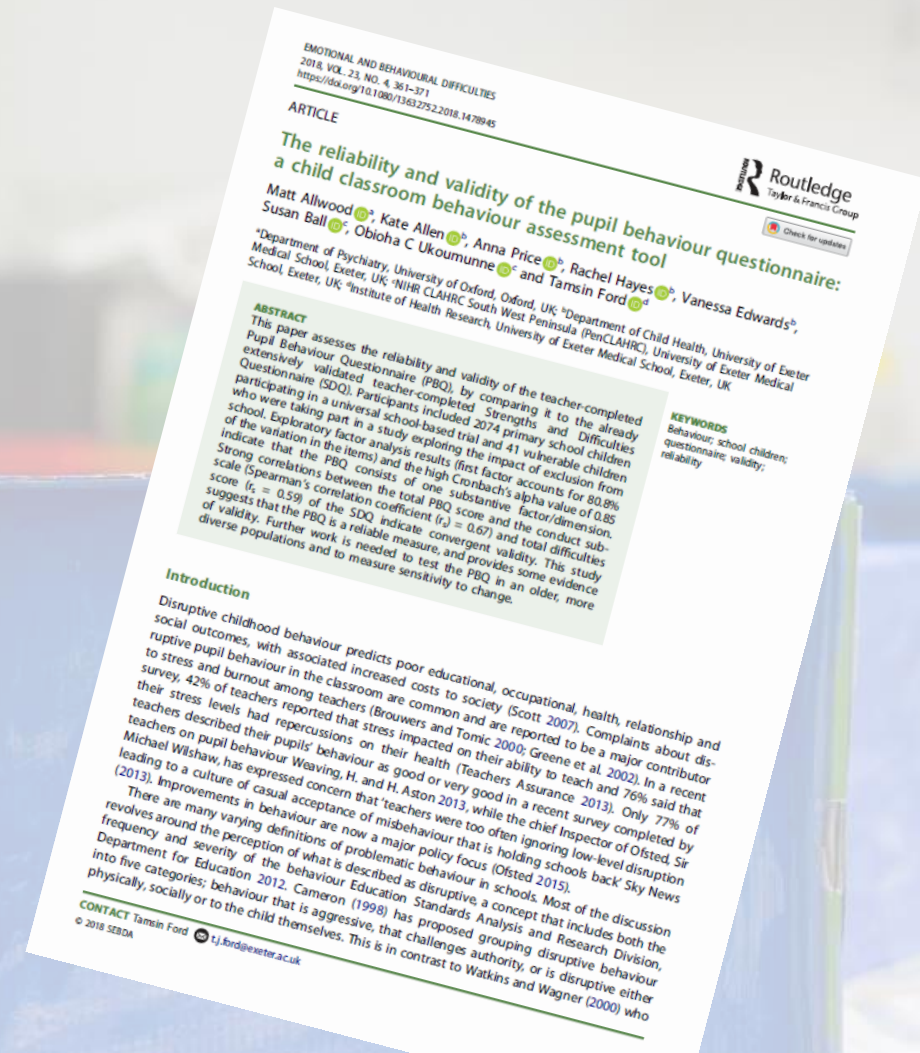 EMOTIONAL AND BEHAVIOURAL DIFFICULTIES
2018, VOL. 23, NO. 4, 361–371
https://doi.org/10.1080/13632752.2018.1478945
ARTICLE
ROUTLEDGE
Routledge
Taylor & Francis Group
Check for updates
The reliability and validity of the pupil behaviour questionnaire:
a child classroom behaviour assessment tool
Matt Allwood iD a, Kate Allen iD b, Anna Price iD b, Rachel Hayes iD b, Vanessa Edwards b,
Susan Ball iD c, Obioha C Ukoumunne iD c and Tamsin Ford iD d
aDepartment of Psychiatry, University of Oxford, Oxford, UK; bDepartment of Child Health, University of Exeter
Medical School, Exeter, UK; cNIHR CLAHRC South West Peninsula (PenCLAHRC), University of Exeter Medical
School, Exeter, UK; dInstitute of Health Research, University of Exeter Medical School, Exeter, UK
ABSTRACT
This paper assesses the reliability and validity of the teacher-completed
Pupil Behaviour Questionnaire (PBQ), by comparing it to the already
extensively validated teacher-completed Strengths and Difficulties
Questionnaire (SDQ). Participants included 2074 primary school children
participating in a universal school-based trial and 41 vulnerable children
who were taking part in a study exploring the impact of exclusion from
school. Exploratory factor analysis results (first factor accounts for 80.8%
of the variation in the items) and the high Cronbach's alpha value of 0.85
indicate that the PBQ consists of one substantive factor/dimension.
Strong correlations between the total PBQ score and the conduct sub-
scale (Spearman's correlation coefficient (rs) = 0.67) and total difficulties
score (rs = 0.59) of the SDQ indicate convergent validity. This study
suggests that the PBQ is a reliable measure, and provides some evidence
of validity. Further work is needed to test the PBQ in an older, more
diverse populations and to measure sensitivity to change.
KEYWORDS
Behaviour; school children;
questionnaire; validity;
reliability
Introduction
Disruptive childhood behaviour predicts poor educational, occupational, health, relationship and
social outcomes, with associated increased costs to society (Scott 2007). Complaints about dis-
ruptive pupil behaviour in the classroom are common and are reported to be a major contributor
to stress and burnout among teachers (Brouwers and Tomic 2000; Greene et al. 2002). In a recent
survey, 42% of teachers reported that stress impacted on their ability to teach and 76% said that
their stress levels had repercussions on their health (Teachers Assurance 2013). Only 77% of
teachers described their pupils' behaviour as good or very good in a recent survey completed by
teachers on pupil behaviour Weaving, H. and H. Aston 2013, while the chief Inspector of Ofsted, Sir
Michael Wilshaw, has expressed concern that 'teachers were too often ignoring low-level disruption
leading to a culture of casual acceptance of misbehaviour that is holding schools back' Sky News
(2013). Improvements in behaviour are now a major policy focus (Ofsted 2015).
There are many varying definitions of problematic behaviour in schools. Most of the discussion
revolves around the perception of what is described as disruptive, a concept that includes both the
frequency and severity of the behaviour Education Standards Analysis and Research Division,
Department for Education 2012. Cameron (1998) has proposed grouping disruptive behaviour
into five categories; behaviour that is aggressive, that challenges authority, or is disruptive either
physically, socially or to the child themselves. This is in contrast to Watkins and Wagner (2000) who
CONTACT Tamsin Ford t.j.ford@exeter.ac.uk
© 2018 SEBDA